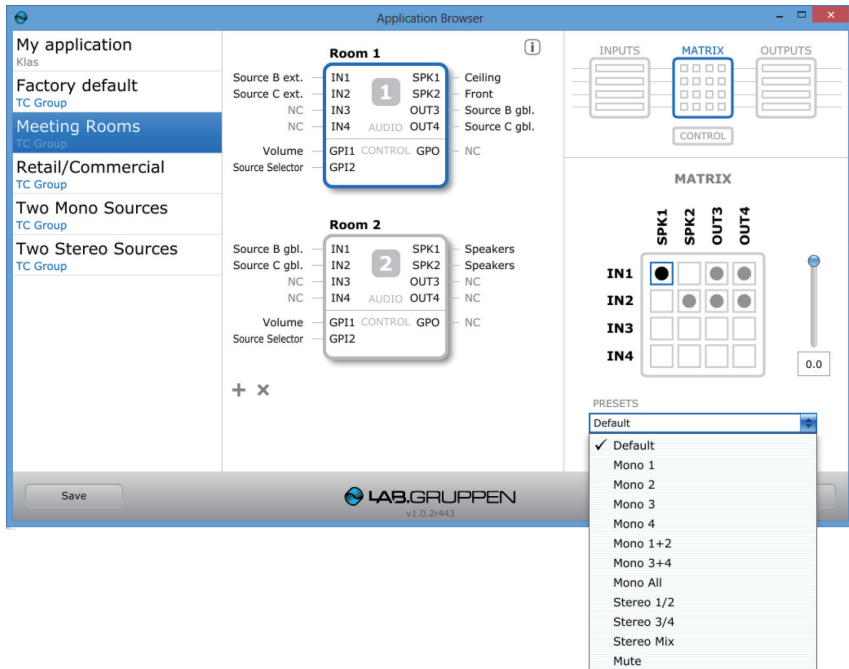 Application Browser
My application
Klas
Factory default
TC Group
Meeting Rooms
TC Group
Retail/Commercial
TC Group
Two Mono Sources
TC Group
Two Stereo Sources
TC Group
Room 1
i
Source B ext. IN1 SPK1 Ceiling
Source C ext. IN2 1 SPK2 Front
NC IN3 OUT3 Source B gbl.
NC IN4 AUDIO OUT4 Source C gbl.
Volume GPI1 CONTROL GPO NC
Source Selector GPI2
Room 2
Source B gbl. IN1 SPK1 Speakers
Source C gbl. IN2 2 SPK2 Speakers
NC IN3 OUT3 NC
NC IN4 AUDIO OUT4 NC
Volume GPI1 CONTROL GPO NC
Source Selector GPI2
INPUTS MATRIX OUTPUTS
CONTROL
MATRIX
SPK1 SPK2 OUT3 OUT4
IN1
IN2
IN3
IN4
0.0
PRESETS
Default
✓ Default
Mono 1
Mono 2
Mono 3
Mono 4
Mono 1+2
Mono 3+4
Mono All
Stereo 1/2
Stereo 3/4
Stereo Mix
Mute
Save
LAB.GRUPPEN
v1.0.2r443